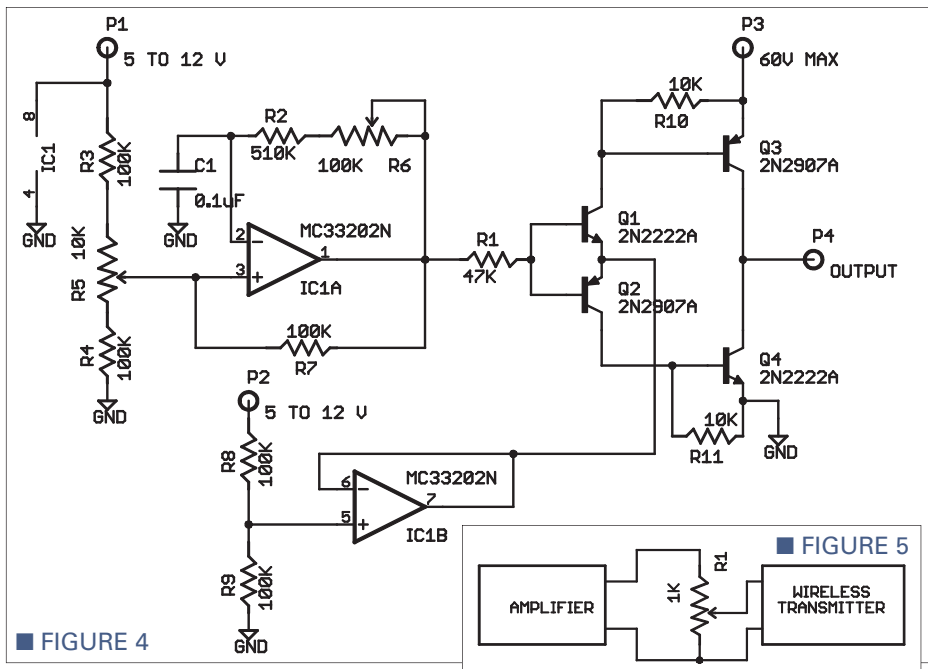 P1
5 TO 12 V
8
IC1
4
GND
R3
100K
10K
R5
R4
100K
GND
C1
0.1uF
GND
R2
510K
100K
R6
MC33202N
2
-
3
+
1
IC1A
100K
R7
R1
47K
P3
60V MAX
10K
R10
Q3
2N2907A
Q1
2N2222A
Q2
2N2907A
P4
OUTPUT
Q4
2N2222A
10K
R11
GND
P2
5 TO 12 V
R8
100K
R9
100K
GND
MC33202N
6
-
5
+
7
IC1B
FIGURE 4
FIGURE 5
AMPLIFIER
1K
R1
WIRELESS
TRANSMITTER